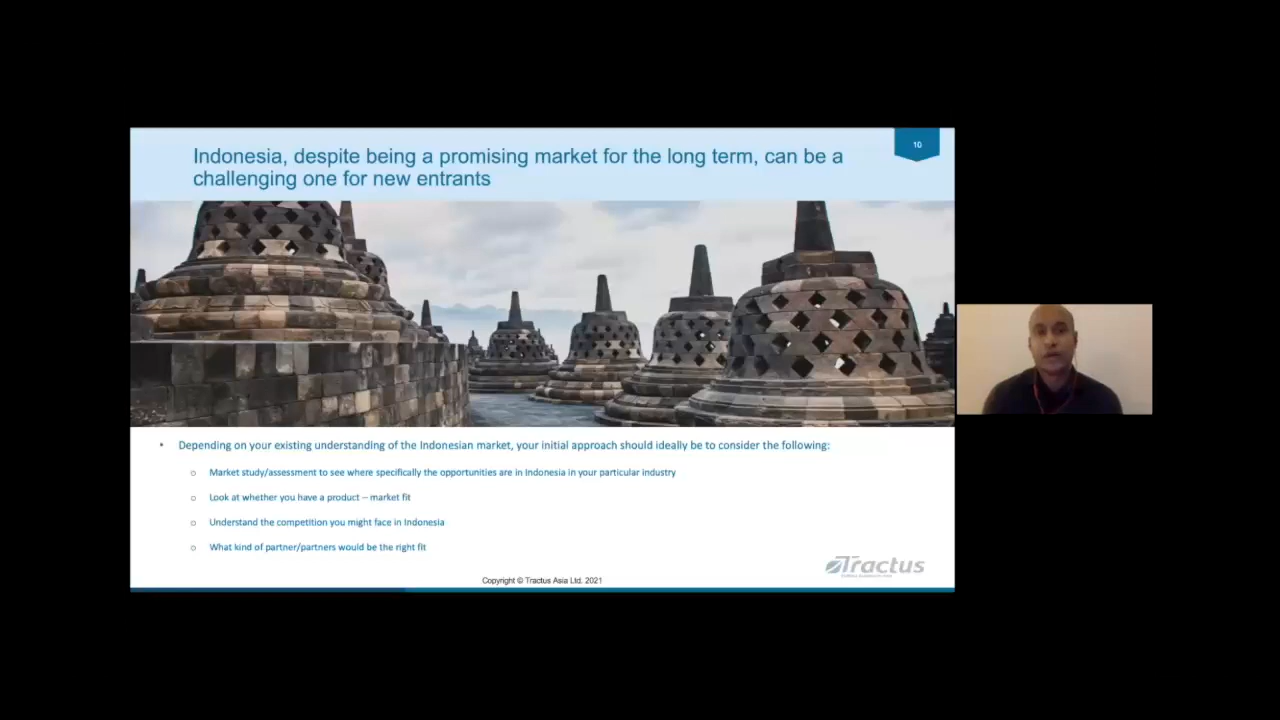 Indonesia, despite being a promising market for the long term, can be a
challenging one for new entrants
10
• Depending on your existing understanding of the Indonesian market, your initial approach should ideally be to consider the following:
o Market study/assessment to see where specifically the opportunities are in Indonesia in your particular industry
o Look at whether you have a product – market fit
o Understand the competition you might face in Indonesia
o What kind of partner/partners would be the right fit
Tractus
Copyright © Tractus Asia Ltd. 2021